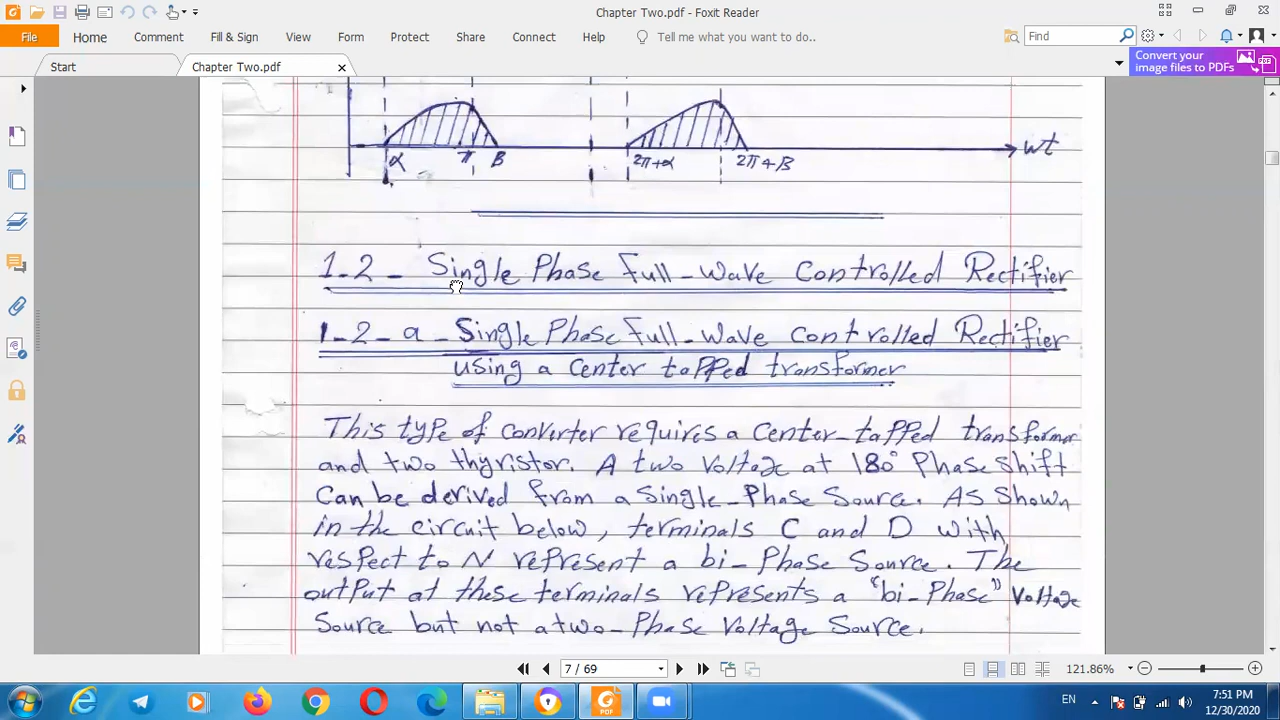 Chapter Two.pdf - Foxit Reader
File Home Comment Fill & Sign View Form Protect Share Connect Help Tell me what you want to do... Find
Start Chapter Two.pdf
Convert your
image files to PDFs
α π β 2π+α 2π+β wt
1-2- Single Phase Full-wave Controlled Rectifier
1-2-a- Single Phase Full-wave controlled Rectifier
using a Center tapped transformer
This type of converter requires a Center-tapped transformer
and two thyristor. A two voltage at 180° Phase shift
Can be derived from a Single-Phase Source. As Shown
in the circuit below, terminals C and D with
respect to N represent a bi-Phase Source. The
output at these terminals represents a "bi-Phase" Voltage
Source but not a two-Phase Voltage Source.
7 / 69
121.86%
EN
7:51 PM
12/30/2020